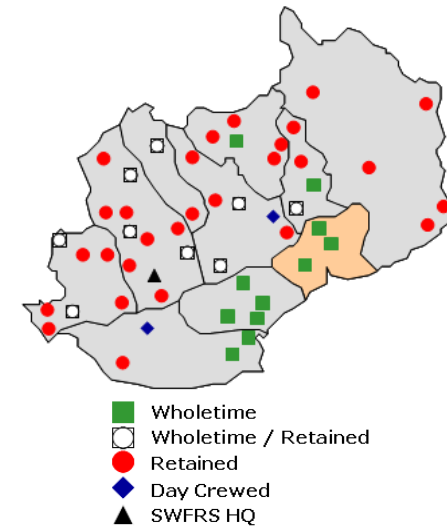 Wholetime
Wholetime / Retained
Retained
Day Crewed
SWFRS HQ